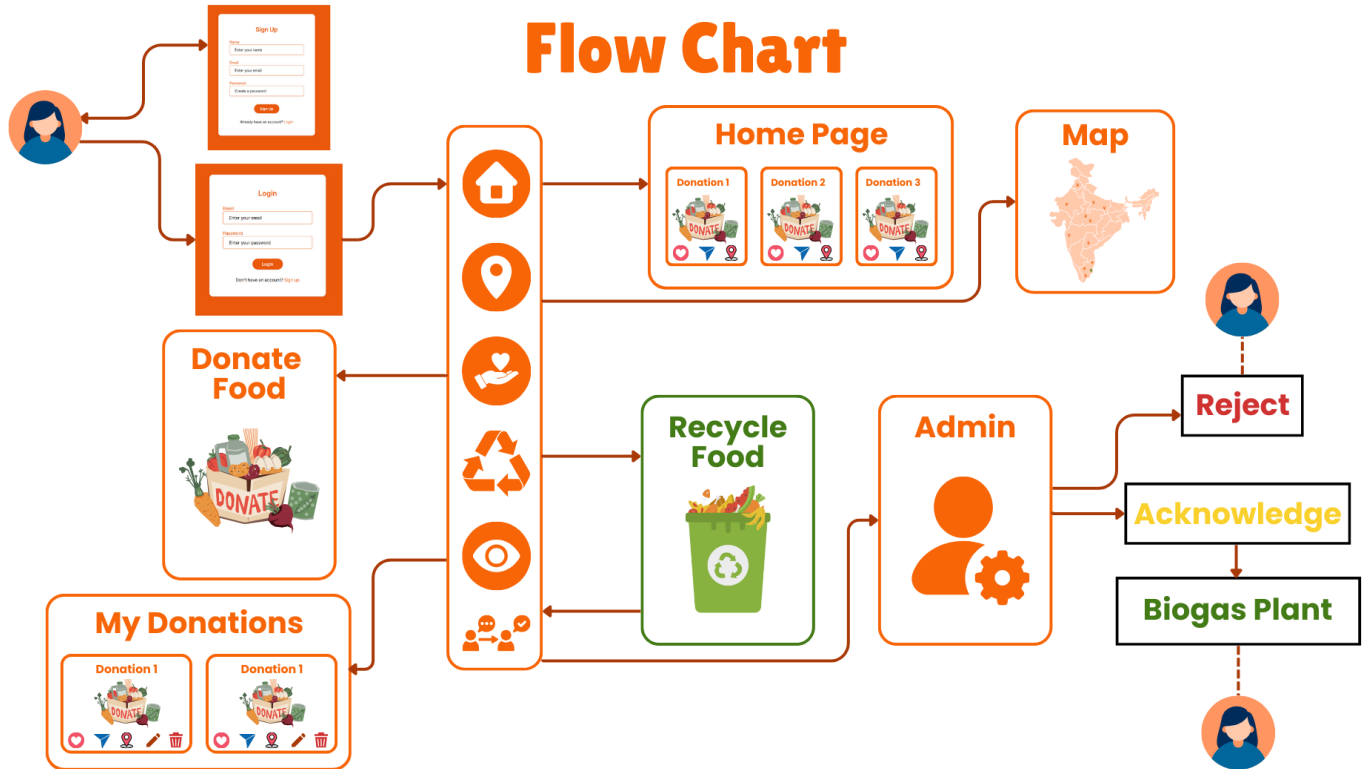 Flow Chart
Sign Up
Name
Enter your name
Email
Enter your email
Password
Create a password
Sign Up
Already have an account? Login
Login
Email
Enter your email
Password
Enter your password
Login
Don't have an account? Sign up
Home Page
Donation 1
Donation 2
Donation 3
DONATE
DONATE
DONATE
Map
Donate
Food
DONATE
Recycle
Food
Admin
Reject
Acknowledge
Biogas Plant
My Donations
Donation 1
Donation 1
DONATE
DONATE